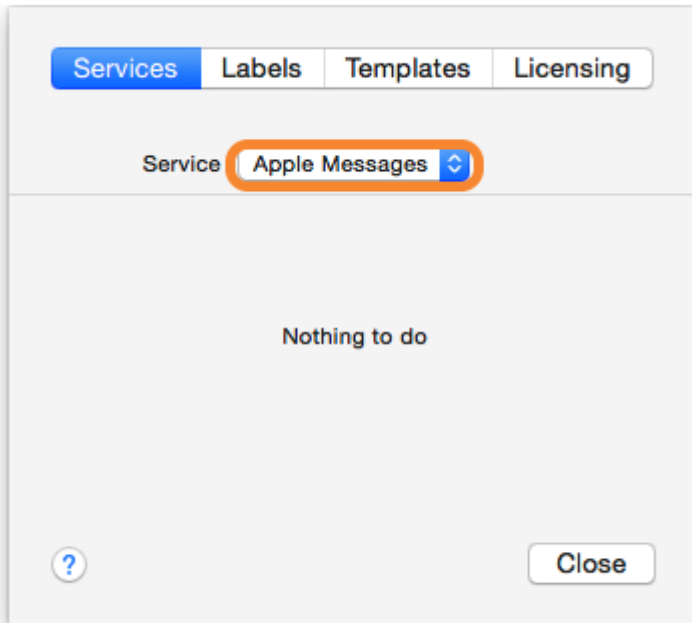 Services Labels Templates Licensing
Service Apple Messages
Nothing to do
? Close